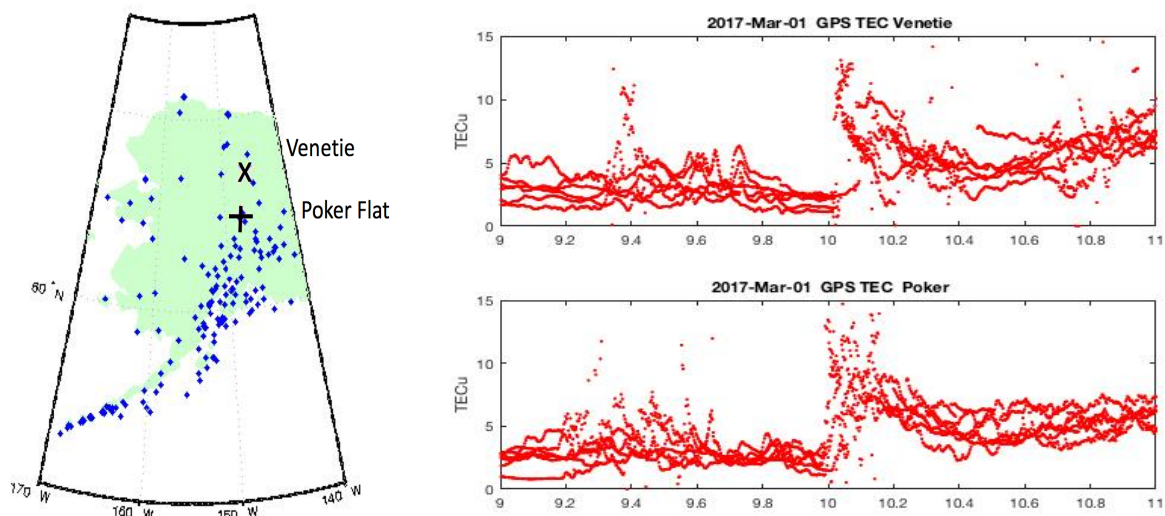 Venetie
Poker Flat
60 °N
170 W
160 W
150 W
140 W
2017-Mar-01 GPS TEC Venetie
15
10
5
0
TECu
9 9.2 9.4 9.6 9.8 10 10.2 10.4 10.6 10.8 11
2017-Mar-01 GPS TEC Poker
15
10
5
0
TECu
9 9.2 9.4 9.6 9.8 10 10.2 10.4 10.6 10.8 11